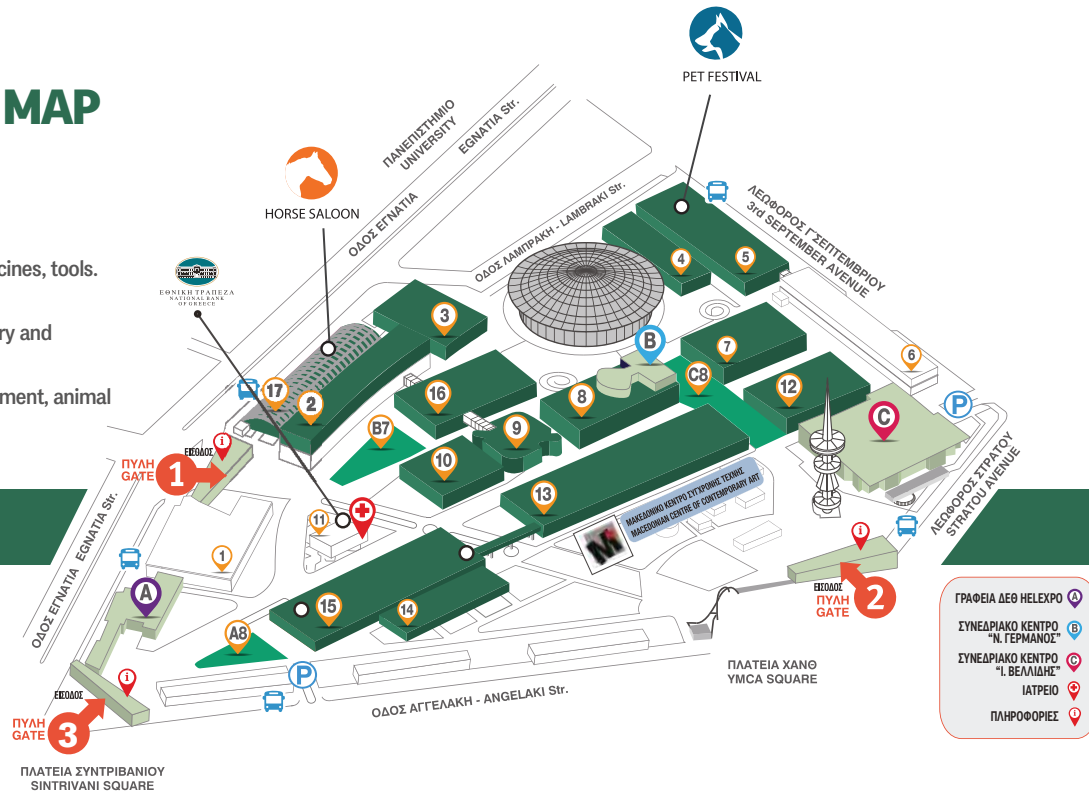 MAP
PET FESTIVAL
HORSE SALOON
ΠΑΝΕΠΙΣΤΗΜΙΟ
UNIVERSITY
ΟΔΟΣ ΕΓΝΑΤΙΑ
EGNATIA Str.
ΟΔΟΣ ΛΑΜΠΡΑΚΗ - LAMBRAKI Str.
ΛΕΩΦΟΡΟΣ Γ΄ΣΕΠΤΕΜΒΡΙΟΥ
3rd SEPTEMBER AVENUE
cines, tools.
ry and
ment, animal
ΕΘΝΙΚΗ ΤΡΑΠΕΖΑ
NATIONAL BANK
OF GREECE
3
4
5
B
7
6
17
2
16
8
C8
12
C
P
B7
9
10
13
ΕΙΣΟΔΟΣ
i
ΠΥΛΗ
GATE
1
ΜΑΚΕΔΟΝΙΚΟ ΚΕΝΤΡΟ ΣΥΓΧΡΟΝΗΣ ΤΕΧΝΗΣ
MACEDONIAN CENTRE OF CONTEMPORARY ART
M
ΛΕΩΦΟΡΟΣ ΣΤΡΑΤΟΥ
STRATOU AVENUE
11
1
A
15
14
A8
P
ΟΔΟΣ ΕΓΝΑΤΙΑ EGNATIA Str.
i
ΕΙΣΟΔΟΣ
ΠΥΛΗ
GATE
2
i
ΕΙΣΟΔΟΣ
ΠΥΛΗ
GATE
3
ΠΛΑΤΕΙΑ ΣΥΝΤΡΙΒΑΝΙΟΥ
SINTRIVANI SQUARE
ΟΔΟΣ ΑΓΓΕΛΑΚΗ - ANGELAKI Str.
ΠΛΑΤΕΙΑ ΧΑΝΘ
YMCA SQUARE
ΓΡΑΦΕΙΑ ΔΕΘ HELEXPO A
ΣΥΝΕΔΡΙΑΚΟ ΚΕΝΤΡΟ
"Ν. ΓΕΡΜΑΝΟΣ" B
ΣΥΝΕΔΡΙΑΚΟ ΚΕΝΤΡΟ
"Ι. ΒΕΛΛΙΔΗΣ" C
ΙΑΤΡΕΙΟ
ΠΛΗΡΟΦΟΡΙΕΣ i